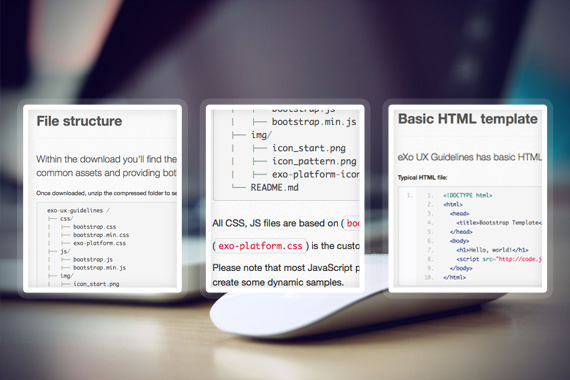 File structure
Within the download you'll find the
common assets and providing bot
Once downloaded, unzip the compressed folder to se
exo-ux-guidelines /
├── css/
│ ├── bootstrap.css
│ ├── bootstrap.min.css
│ ├── exo-platform.css
├── js/
│ ├── bootstrap.js
│ ├── bootstrap.min.js
├── img/
│ ├── icon_start.png
│ ├── bootstrap.js
│ ├── bootstrap.min.js
├── img/
│ ├── icon_start.png
│ ├── icon_pattern.png
│ ├── exo-platform-icon
└── README.md
All CSS, JS files are based on ( boo
( exo-platform.css ) is the custo
Please note that most JavaScript p
create some dynamic samples.
Basic HTML template
eXo UX Guidelines has basic HTML
Typical HTML file:
1. 1. <!DOCTYPE html>
2. <html>
3. <head>
4. <title>Bootstrap Template<
5. </head>
6. <body>
7. <h1>Hello, world!</h1>
8. <script src="http://code.j
9. </body>
10. </html>